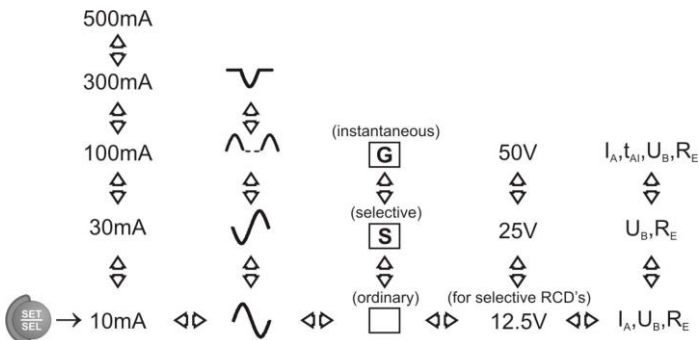 500mA
300mA
(instantaneous)
100mA G 50V I_A,t_AI,U_B,R_E
(selective)
30mA S 25V U_B,R_E
(ordinary) (for selective RCD's)
SET
SEL
10mA 12.5V I_A,U_B,R_E